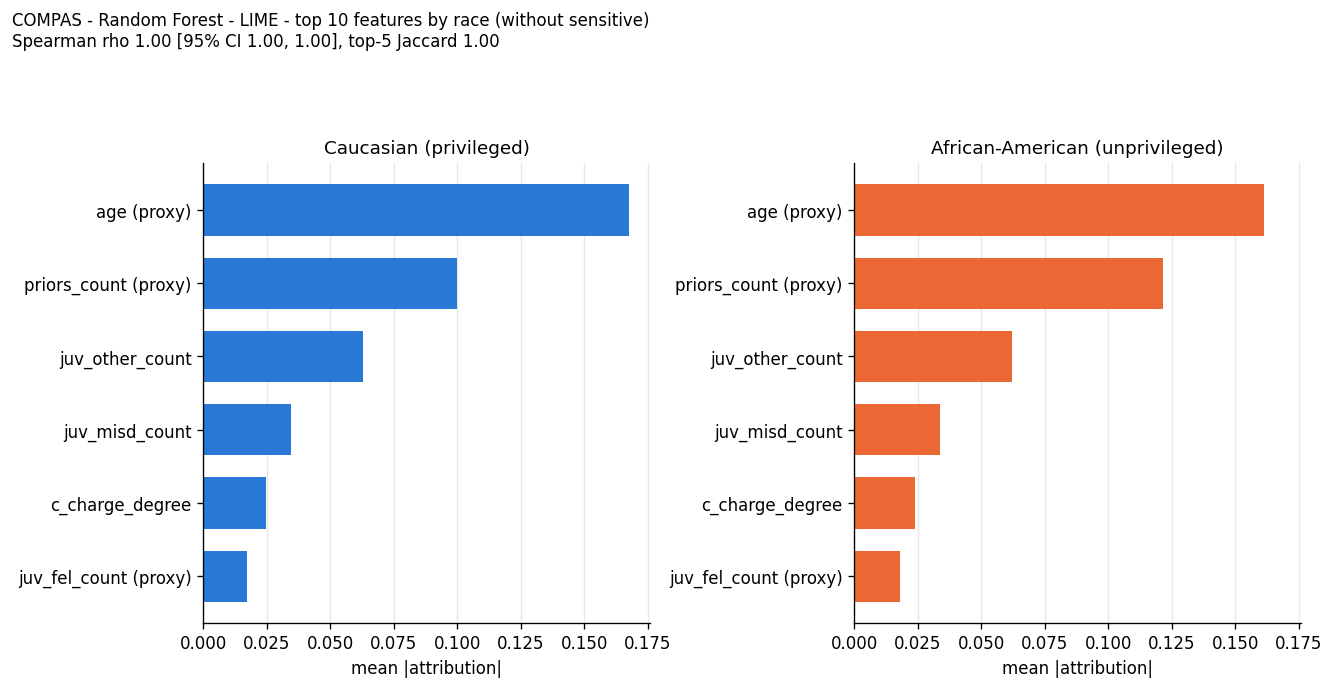 COMPAS - Random Forest - LIME - top 10 features by race (without sensitive)
Spearman rho 1.00 [95% CI 1.00, 1.00], top-5 Jaccard 1.00
Caucasian (privileged)
age (proxy)
priors_count (proxy)
juv_other_count
juv_misd_count
c_charge_degree
juv_fel_count (proxy)
0.000 0.025 0.050 0.075 0.100 0.125 0.150 0.175
mean |attribution|
African-American (unprivileged)
age (proxy)
priors_count (proxy)
juv_other_count
juv_misd_count
c_charge_degree
juv_fel_count (proxy)
0.000 0.025 0.050 0.075 0.100 0.125 0.150 0.175
mean |attribution|